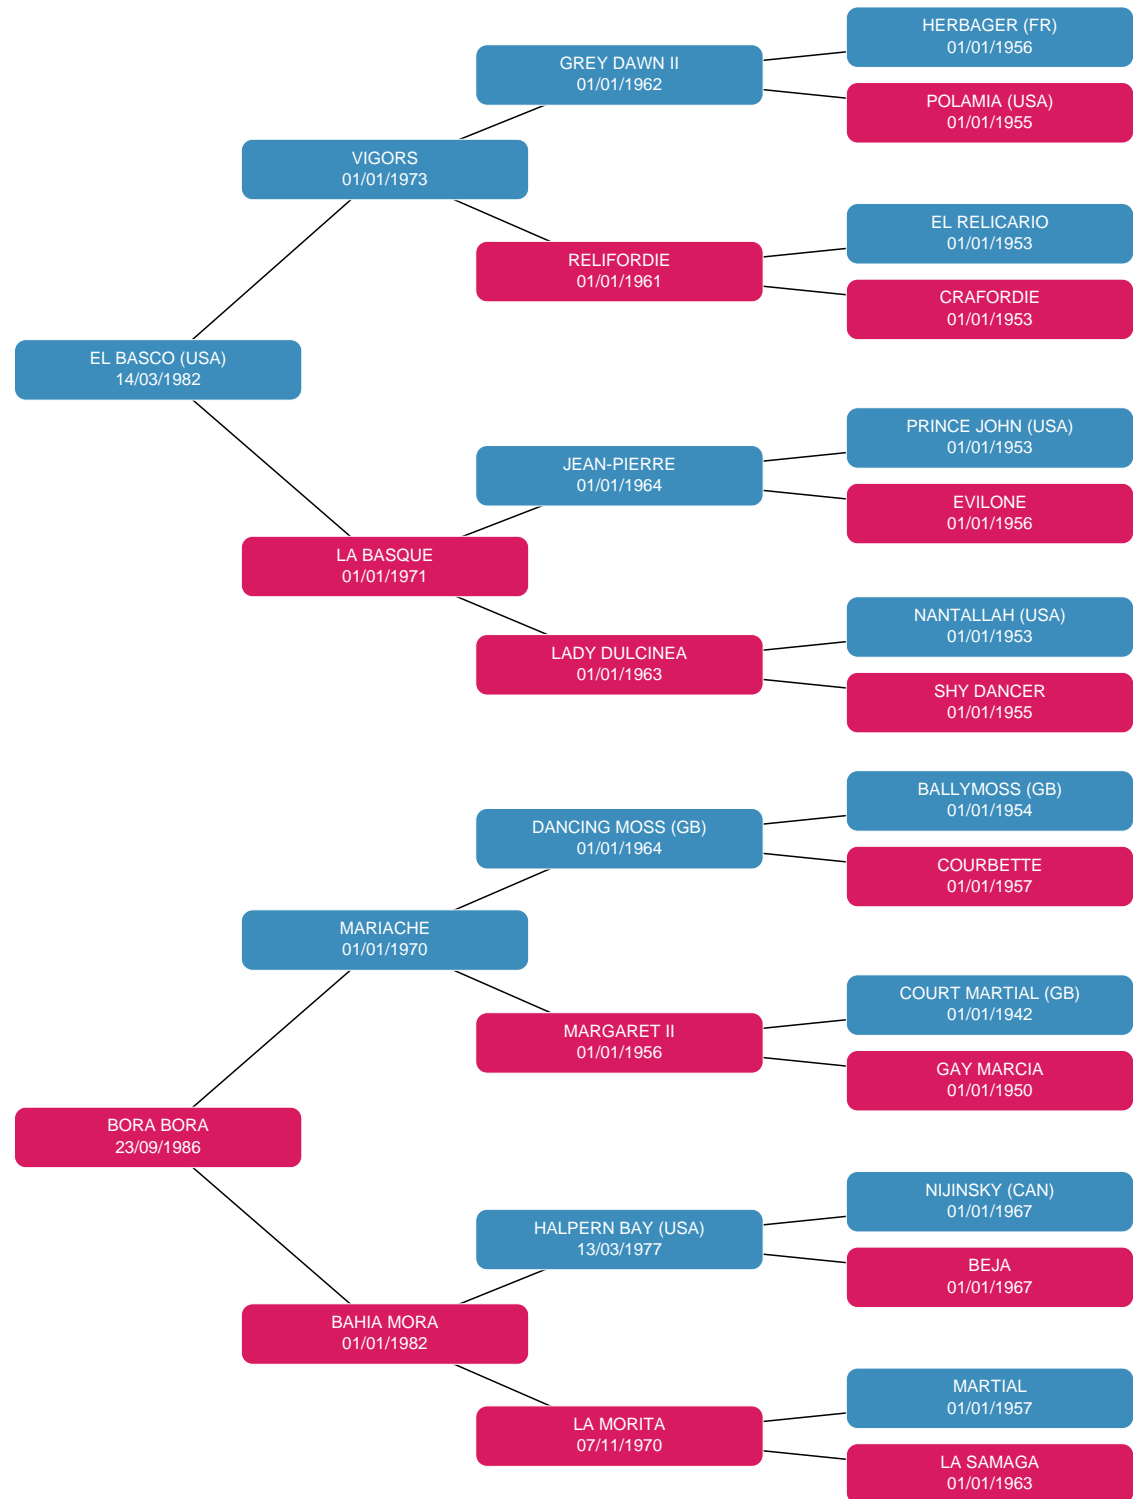 HERBAGER (FR)
01/01/1956
GREY DAWN II
01/01/1962
POLAMIA (USA)
01/01/1955
VIGORS
01/01/1973
EL RELICARIO
01/01/1953
RELIFORDIE
01/01/1961
CRAFORDIE
01/01/1953
EL BASCO (USA)
14/03/1982
PRINCE JOHN (USA)
01/01/1953
JEAN-PIERRE
01/01/1964
EVILONE
01/01/1956
LA BASQUE
01/01/1971
NANTALLAH (USA)
01/01/1953
LADY DULCINEA
01/01/1963
SHY DANCER
01/01/1955
BALLYMOSS (GB)
01/01/1954
DANCING MOSS (GB)
01/01/1964
COURBETTE
01/01/1957
MARIACHE
01/01/1970
COURT MARTIAL (GB)
01/01/1942
MARGARET II
01/01/1956
GAY MARCIA
01/01/1950
BORA BORA
23/09/1986
NIJINSKY (CAN)
01/01/1967
HALPERN BAY (USA)
13/03/1977
BEJA
01/01/1967
BAHIA MORA
01/01/1982
MARTIAL
01/01/1957
LA MORITA
07/11/1970
LA SAMAGA
01/01/1963